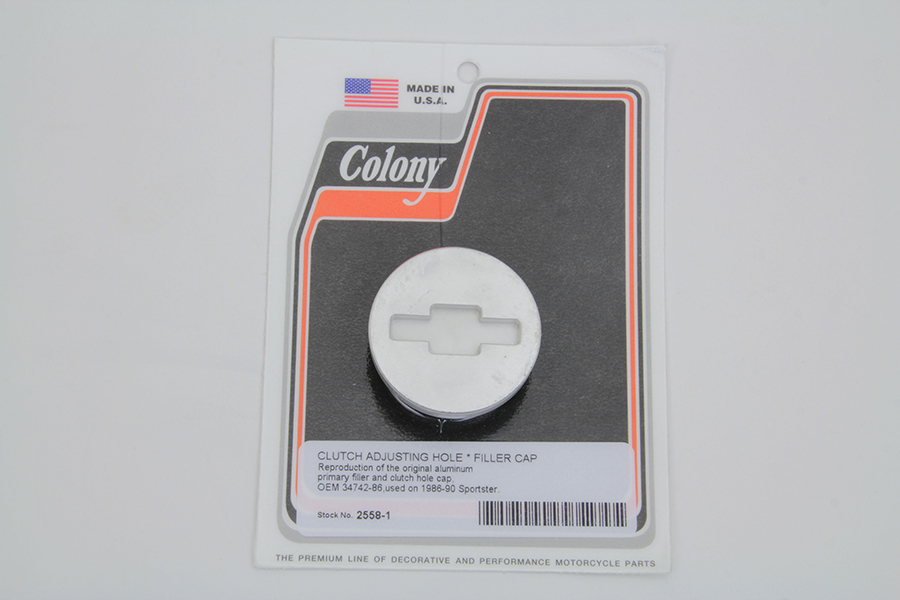 MADE IN
U.S.A.
Colony
CLUTCH ADJUSTING HOLE * FILLER CAP
Reproduction of the original aluminum
primary filler and clutch hole cap,
OEM 34742-86,used on 1986-90 Sportster.
Stock No. 2558-1
THE PREMIUM LINE OF DECORATIVE AND PERFORMANCE MOTORCYCLE PARTS